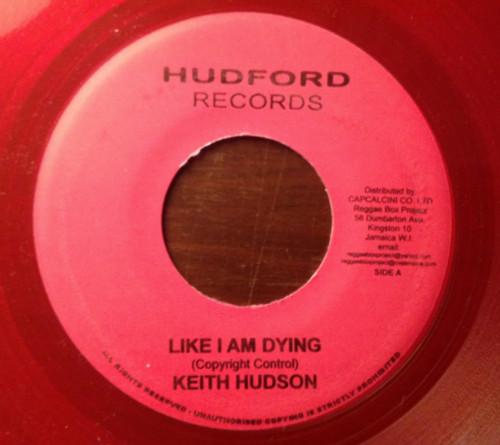 HUDFORD
RECORDS
Distributed by:
CAPCALCINI CO. LTD
Reggae Box Project
56 Dumbarton Ave.
Kingston 10
Jamaica W.I.
email:
SIDE A
LIKE I AM DYING
(Copyright Control)
KEITH HUDSON
ALL RIGHTS RESERVED - UNAUTHORISED COPYING IS STRICTLY PROHIBITED